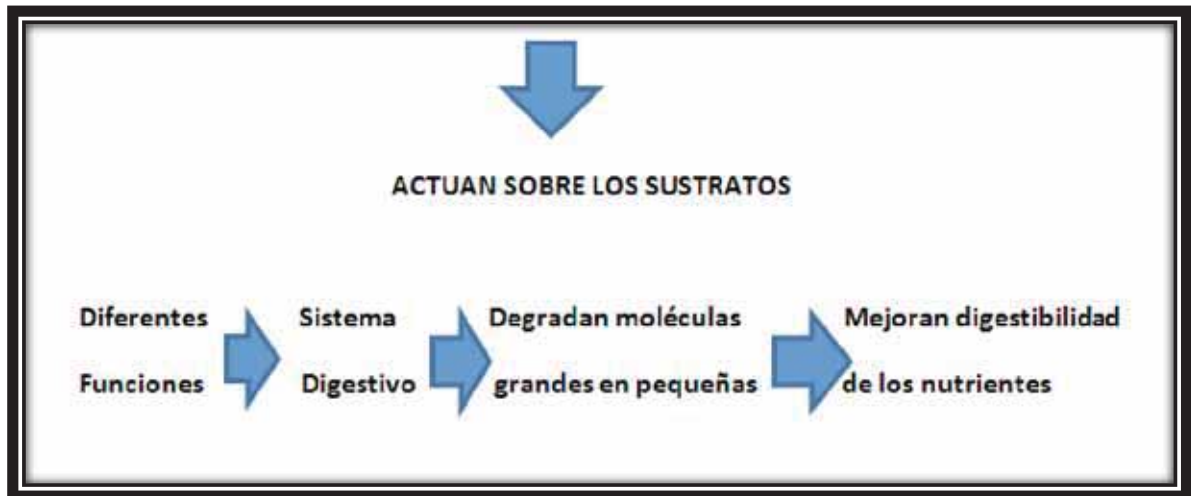 ACTUAN SOBRE LOS SUSTRATOS
Diferentes
Funciones
Sistema
Digestivo
Degradan moléculas
grandes en pequeñas
Mejoran digestibilidad
de los nutrientes